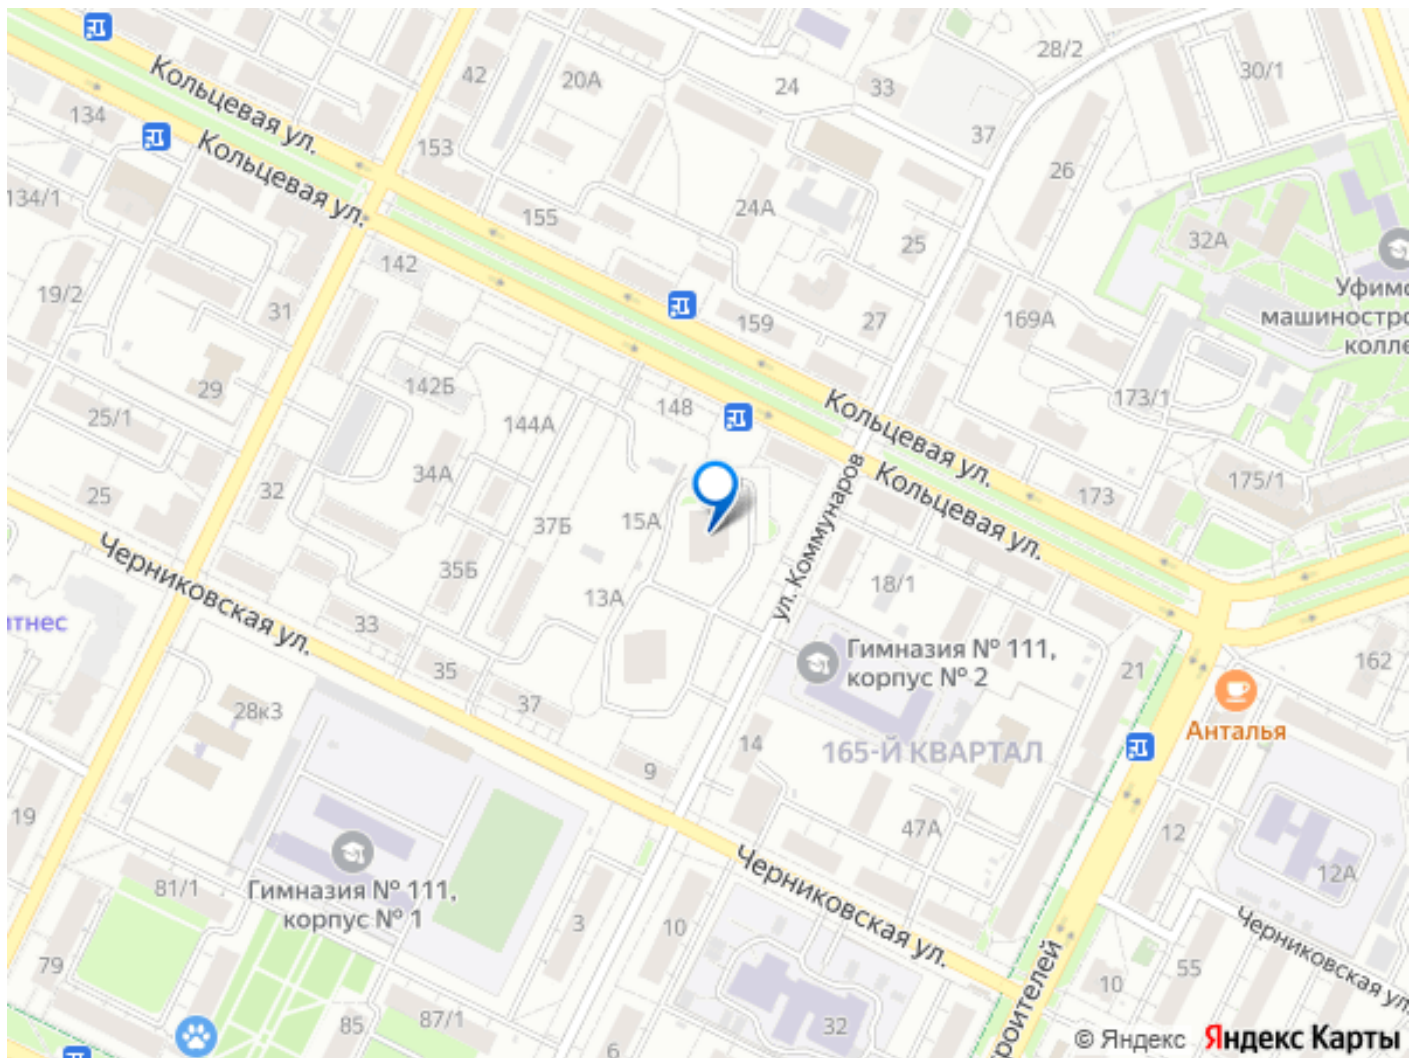 Кольцевая ул.
42
20А
24
33
28/2
30/1
134
Кольцевая ул.
153
37
26
134/1
155
24А
25
32А
142
19/2
31
159
27
169А
Уфимс
машиностро
колле
29
142Б
148
Кольцевая ул.
173/1
25/1
144А
34А
Кольцевая ул.
173
175/1
25
32
37Б
15А
ул. Коммунаров
Черниковская ул.
35Б
13А
18/1
тнес
33
35
Гимназия № 111,
корпус № 2
21
162
28к3
37
14
165-Й КВАРТАЛ
Анталья
9
19
47А
12
12А
Гимназия № 111,
корпус № 1
81/1
Черниковская ул.
3
10
Черниковская ул.
79
55
10
85
87/1
32
6
роителей
© Яндекс Яндекс Карты